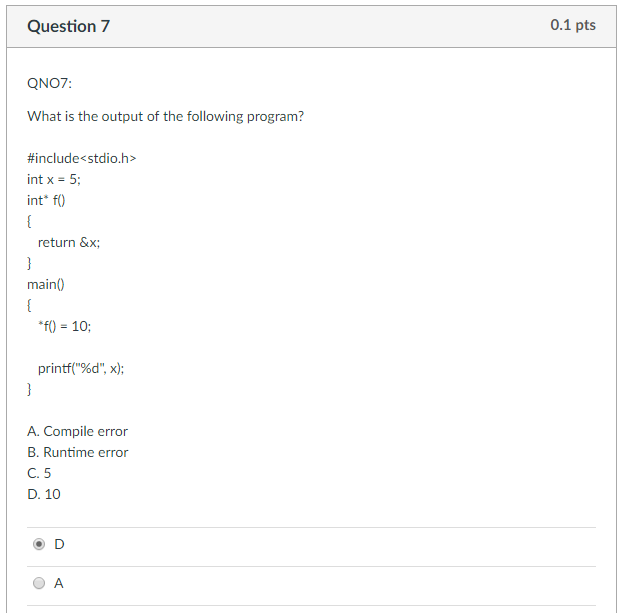 Question 7
0.1 pts
QNO7:
What is the output of the following program?
#include<stdio.h>
int x = 5;
int* f()
{
return &x;
}
main()
{
*f() = 10;
printf("%d", x);
}
A. Compile error
B. Runtime error
C. 5
D. 10
D
A